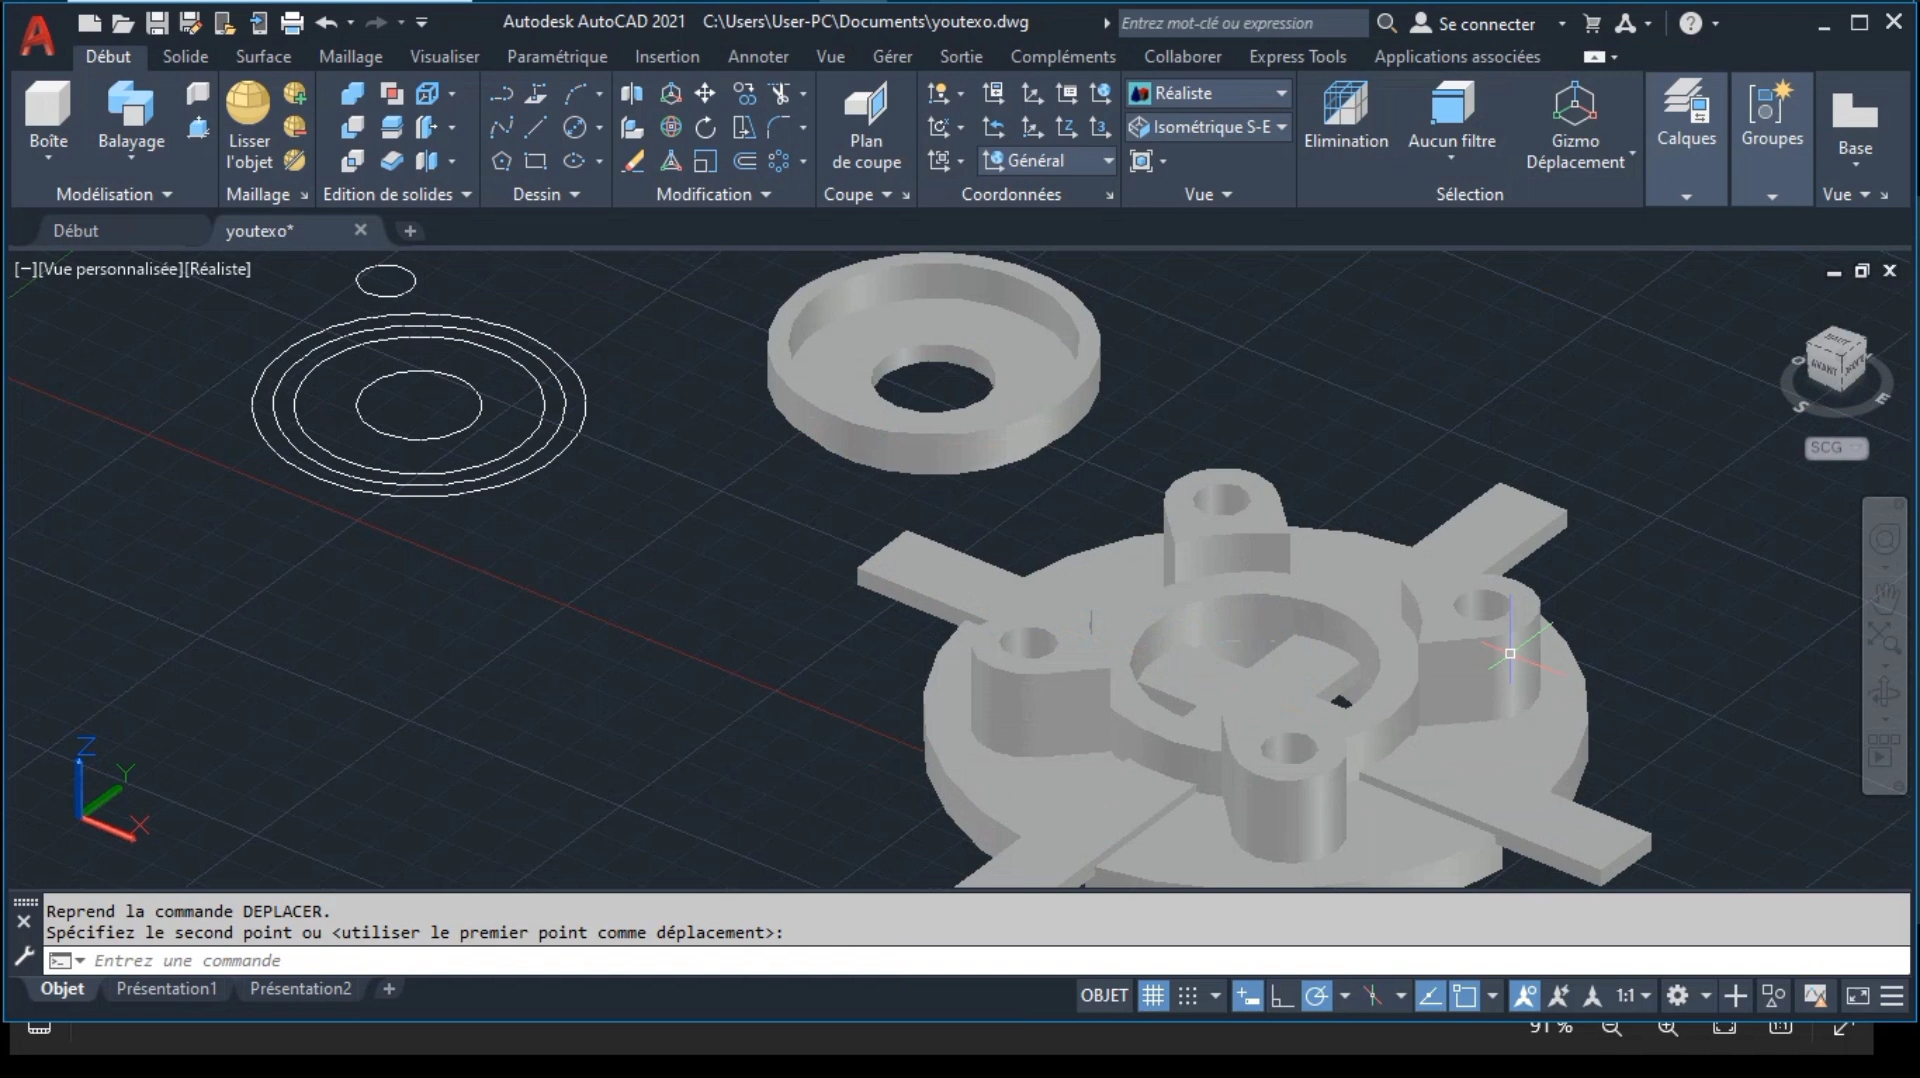 Autodesk AutoCAD 2021 C:\Users\User-PC\Documents\youtexo.dwg
Entrez mot-clé ou expression
Se connecter
Début Solide Surface Maillage Visualiser Paramétrique Insertion Annoter Vue Gérer Sortie Compléments Collaborer Express Tools Applications associées
Boîte
Balayage
Lisser
l'objet
Plan
de coupe
Général
Réaliste
Isométrique S-E
Elimination
Aucun filtre
Gizmo
Déplacement
Calques
Groupes
Base
Modélisation Maillage Edition de solides Dessin Modification Coupe Coordonnées Vue Sélection Vue
Début youtexo*
[−][Vue personnalisée][Réaliste]
HAUT
AVANT
O
S
E
SCG
Z
Y
X
Reprend la commande DEPLACER.
Spécifiez le second point ou <utiliser le premier point comme déplacement>:
Entrez une commande
Objet Présentation1 Présentation2 +
OBJET 1:1
91 %